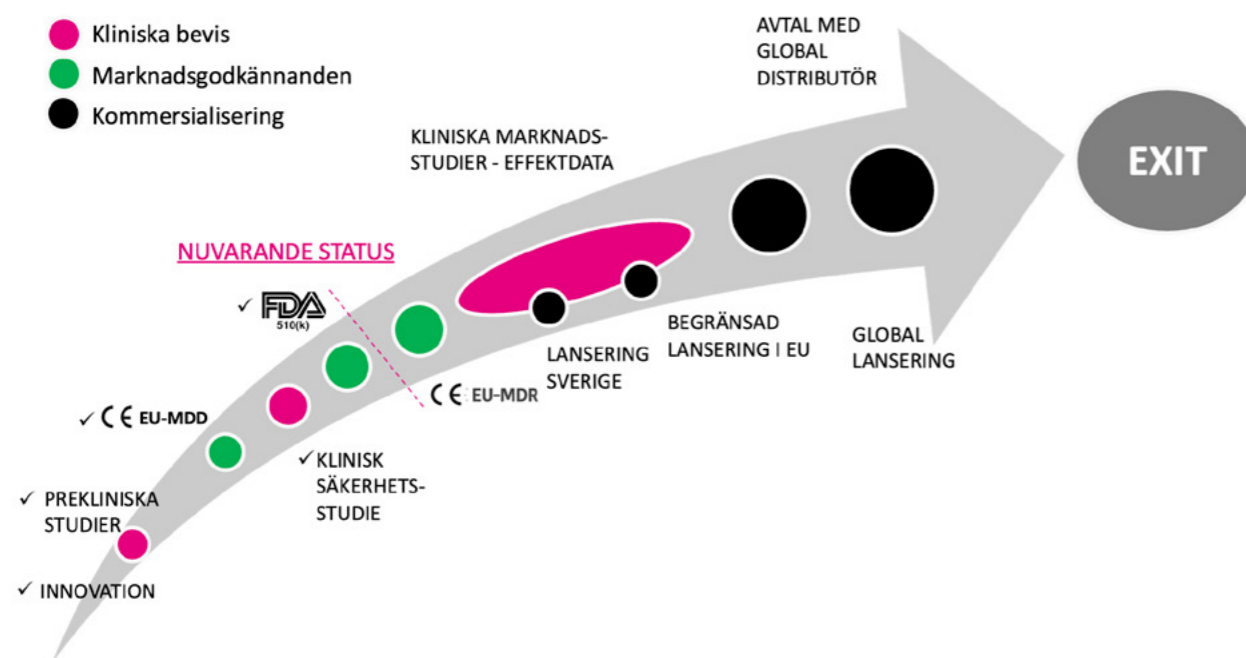 Kliniska bevis
Marknadsgodkännanden
Kommersialisering
AVTAL MED
GLOBAL
DISTRIBUTÖR
KLINISKA MARKNADS-
STUDIER - EFFEKTDATA
EXIT
NUVARANDE STATUS
✓ FDA
510(k)
BEGRÄNSAD
LANSERING I EU
GLOBAL
LANSERING
LANSERING
SVERIGE
CE EU-MDR
✓ CE EU-MDD
✓ KLINISK
SÄKERHETS-
STUDIE
✓ PREKLINISKA
STUDIER
✓ INNOVATION